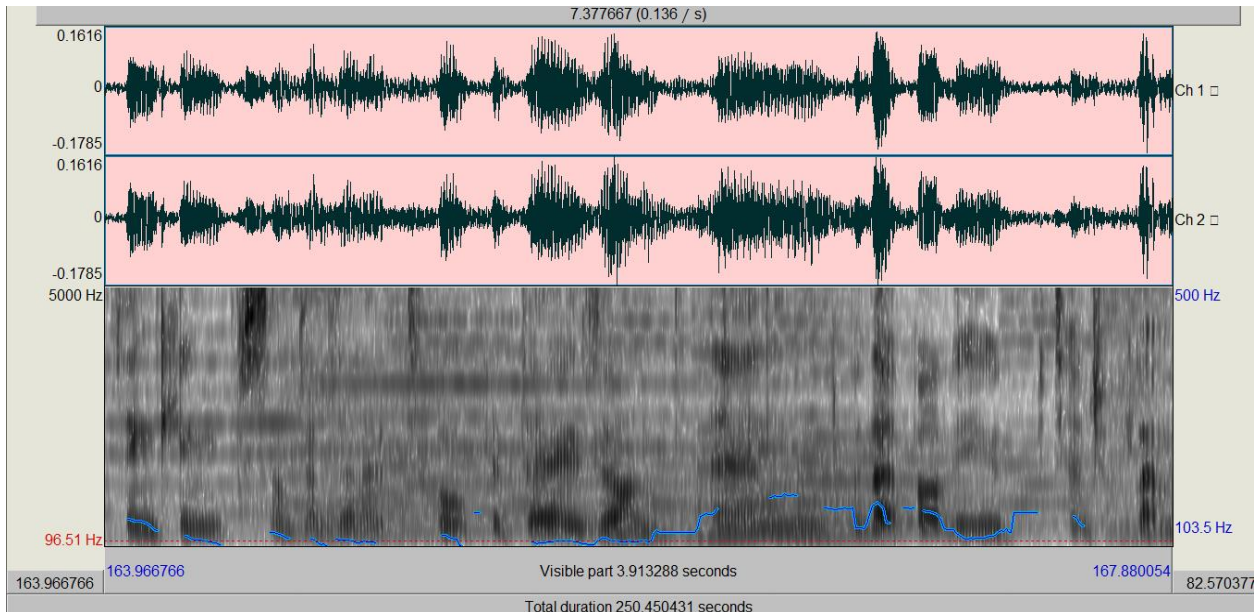 7.377667 (0.136 / s)
0.1616
0
-0.1785
Ch 1
0.1616
0
-0.1785
Ch 2
5000 Hz
500 Hz
96.51 Hz
103.5 Hz
163.966766
163.966766
Visible part 3.913288 seconds
167.880054
82.570377
Total duration 250.450431 seconds